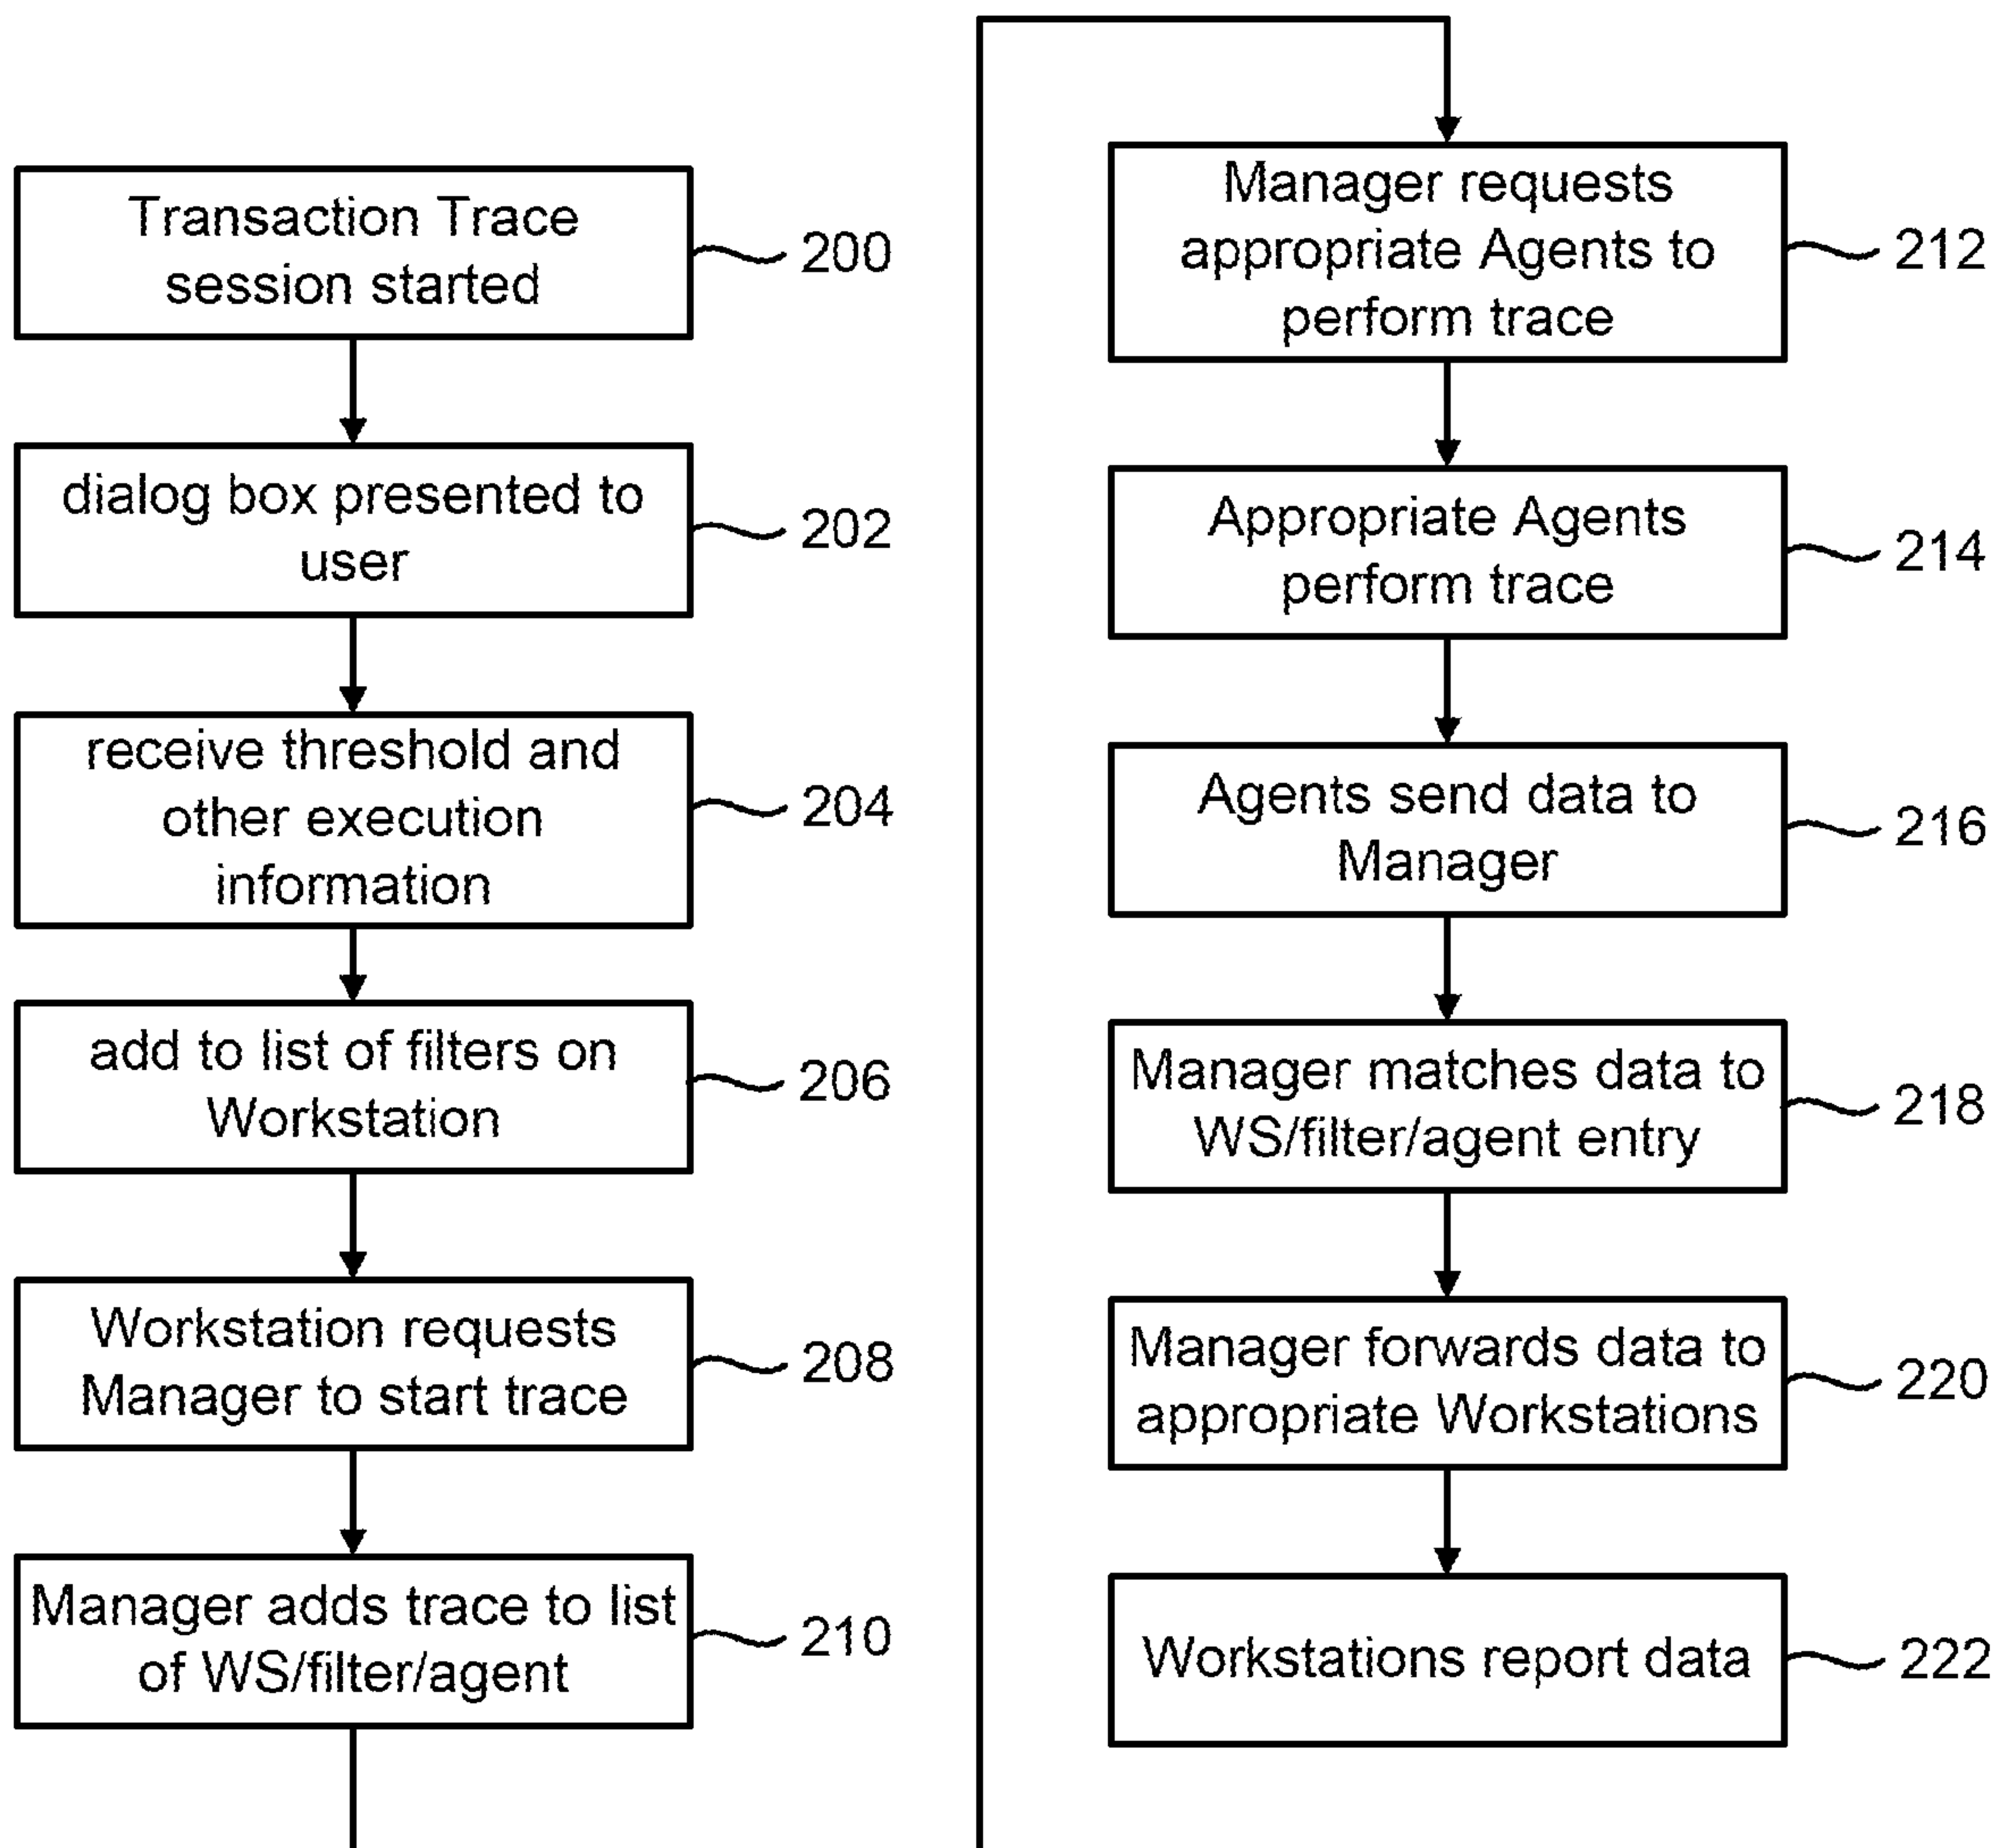 Transaction Trace
session started
200
dialog box presented to
user
202
receive threshold and
other execution
information
204
add to list of filters on
Workstation
206
Workstation requests
Manager to start trace
208
Manager adds trace to list
of WS/filter/agent
210
Manager requests
appropriate Agents to
perform trace
212
Appropriate Agents
perform trace
214
Agents send data to
Manager
216
Manager matches data to
WS/filter/agent entry
218
Manager forwards data to
appropriate Workstations
220
Workstations report data
222